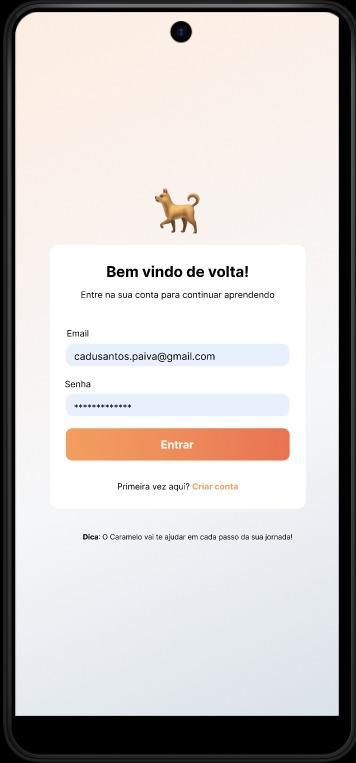 Bem vindo de volta!
Entre na sua conta para continuar aprendendo
Email
cadusantos.paiva@gmail.com
Senha
*************
Entrar
Primeira vez aqui? Criar conta
Dica: O Caramelo vai te ajudar em cada passo da sua jornada!